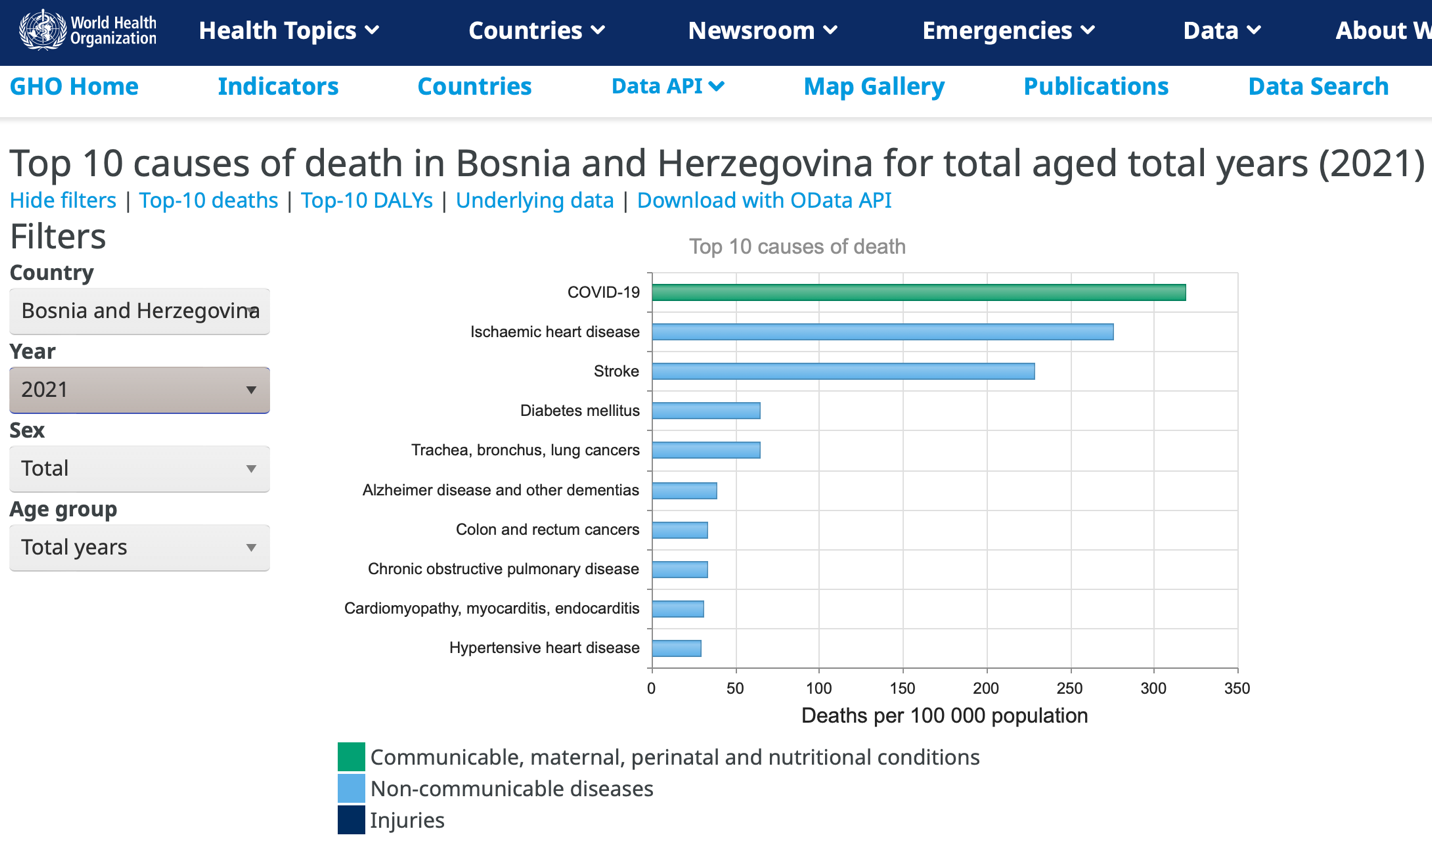 World Health
Organization
Health Topics
Countries
Newsroom
Emergencies
Data
About W
GHO Home
Indicators
Countries
Data API
Map Gallery
Publications
Data Search
Top 10 causes of death in Bosnia and Herzegovina for total aged total years (2021)
Hide filters | Top-10 deaths | Top-10 DALYs | Underlying data | Download with OData API
Filters
Country
Bosnia and Herzegovina
Year
2021
Sex
Total
Age group
Total years
Top 10 causes of death
COVID-19
Ischaemic heart disease
Stroke
Diabetes mellitus
Trachea, bronchus, lung cancers
Alzheimer disease and other dementias
Colon and rectum cancers
Chronic obstructive pulmonary disease
Cardiomyopathy, myocarditis, endocarditis
Hypertensive heart disease
0 50 100 150 200 250 300 350
Deaths per 100 000 population
Communicable, maternal, perinatal and nutritional conditions
Non-communicable diseases
Injuries